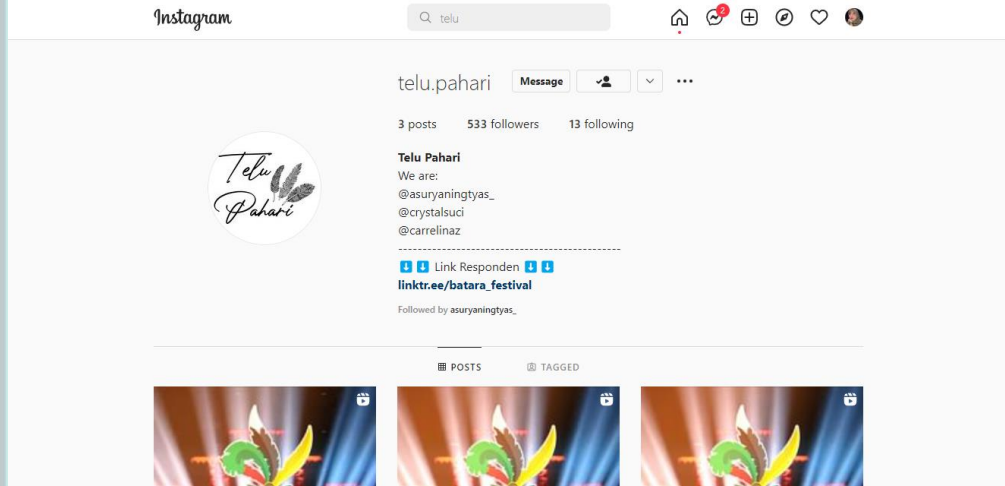 Instagram
telu
2
telu.pahari Message
3 posts 533 followers 13 following
Telu Pahari
We are:
@asuryaningtyas_
@crystalsuci
@carrelinaz
---------------------------------------------
Link Responden
linktr.ee/batara_festival
Followed by asuryaningtyas_
Telu
Pahari
POSTS TAGGED